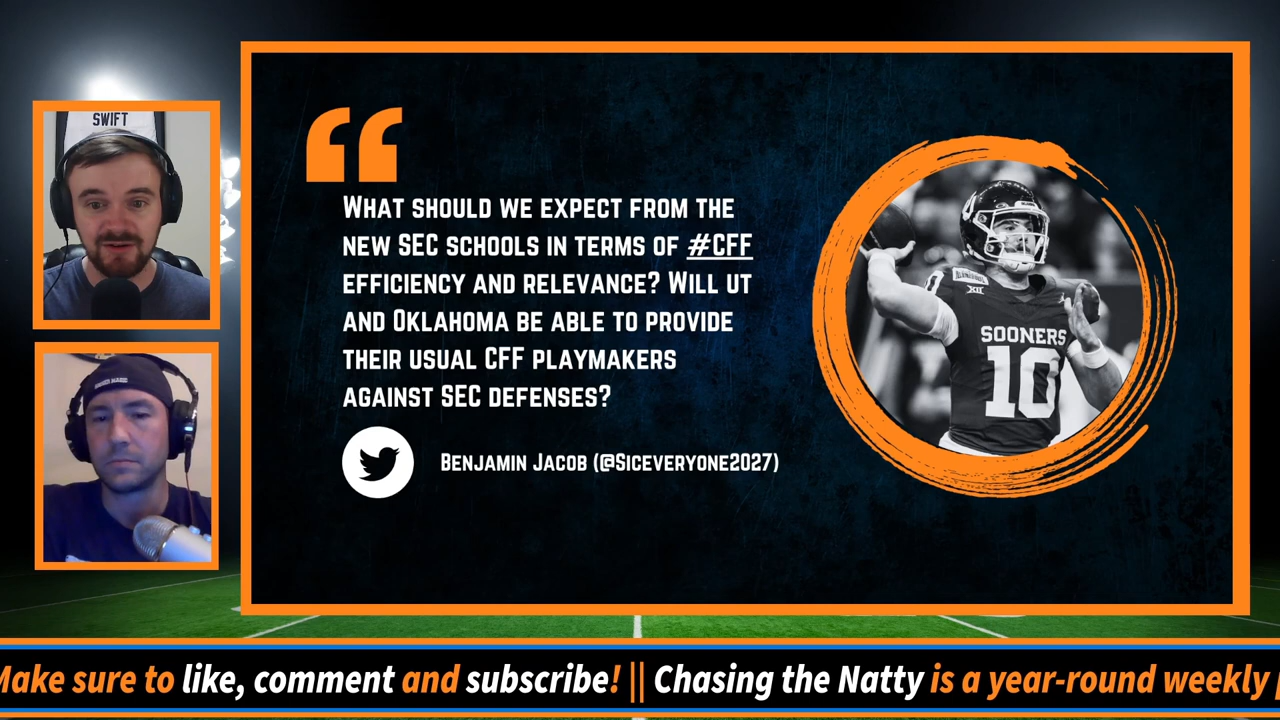 SWIFT
WHAT SHOULD WE EXPECT FROM THE
NEW SEC SCHOOLS IN TERMS OF #CFF
EFFICIENCY AND RELEVANCE? WILL UT
AND OKLAHOMA BE ABLE TO PROVIDE
THEIR USUAL CFF PLAYMAKERS
AGAINST SEC DEFENSES?
BENJAMIN JACOB (@SICEVERYONE2027)
SOONERS
10
XII
Make sure to like, comment and subscribe! || Chasing the Natty is a year-round weekly